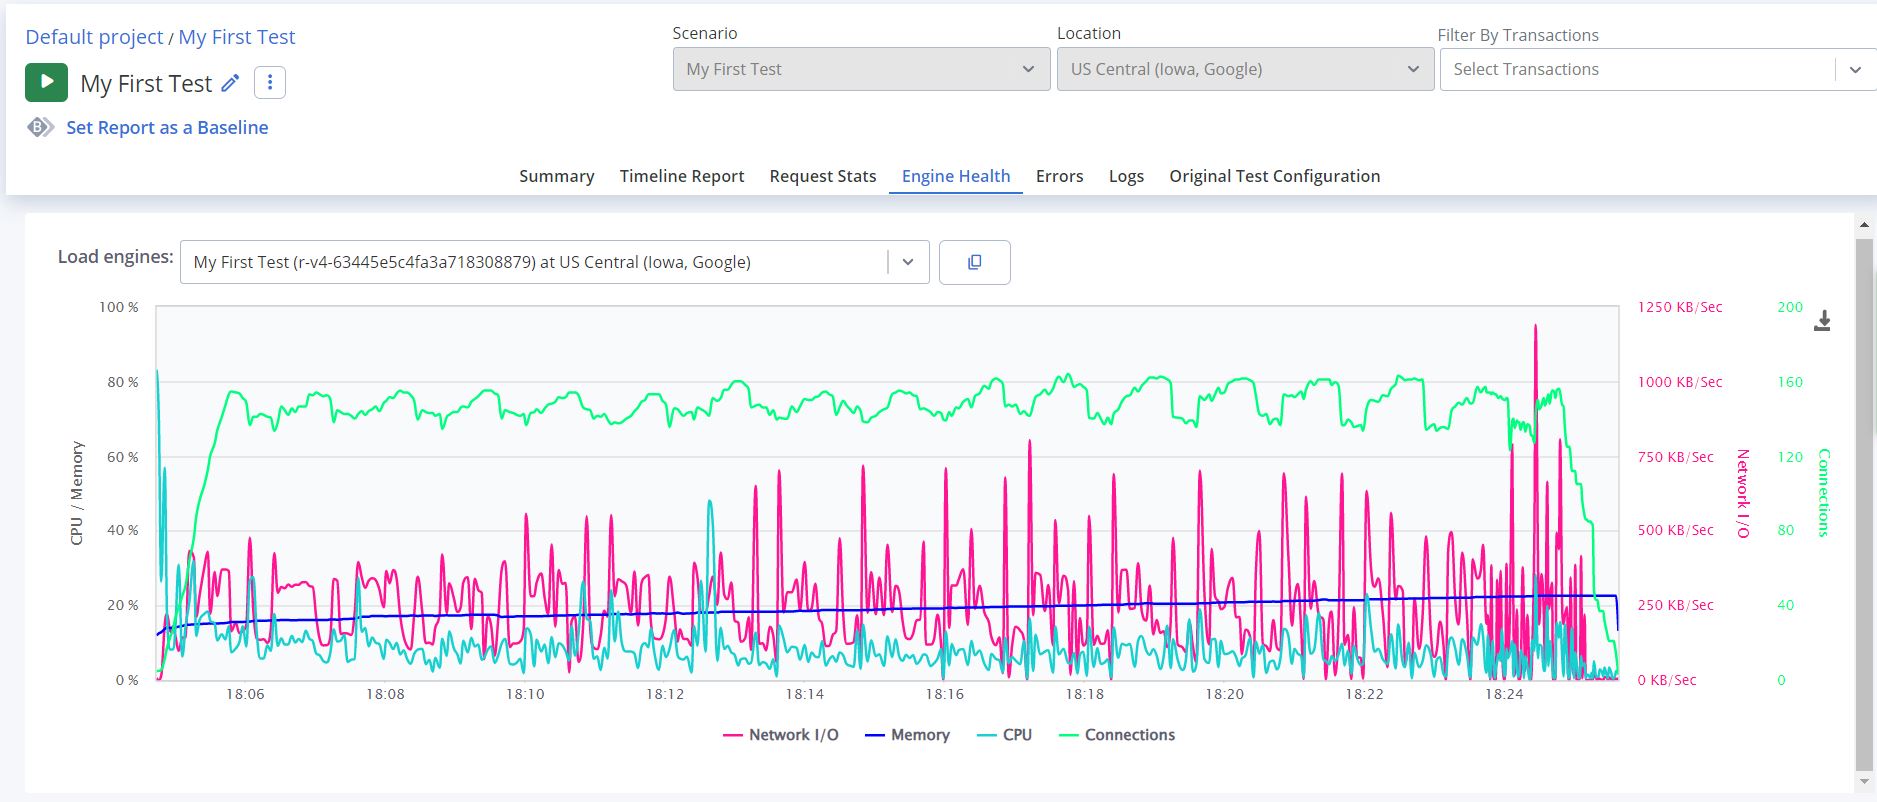 Default project / My First Test
My First Test
Set Report as a Baseline
Scenario
My First Test
Location
US Central (Iowa, Google)
Filter By Transactions
Select Transactions
Summary
Timeline Report
Request Stats
Engine Health
Errors
Logs
Original Test Configuration
Load engines:
My First Test (r-v4-63445e5c4fa3a718308879) at US Central (Iowa, Google)
100 %
80 %
60 %
40 %
20 %
0 %
CPU / Memory
1250 KB/Sec
1000 KB/Sec
750 KB/Sec
500 KB/Sec
250 KB/Sec
0 KB/Sec
Network I/O
200
160
120
80
40
0
Connections
18:06
18:08
18:10
18:12
18:14
18:16
18:18
18:20
18:22
18:24
Network I/O
Memory
CPU
Connections